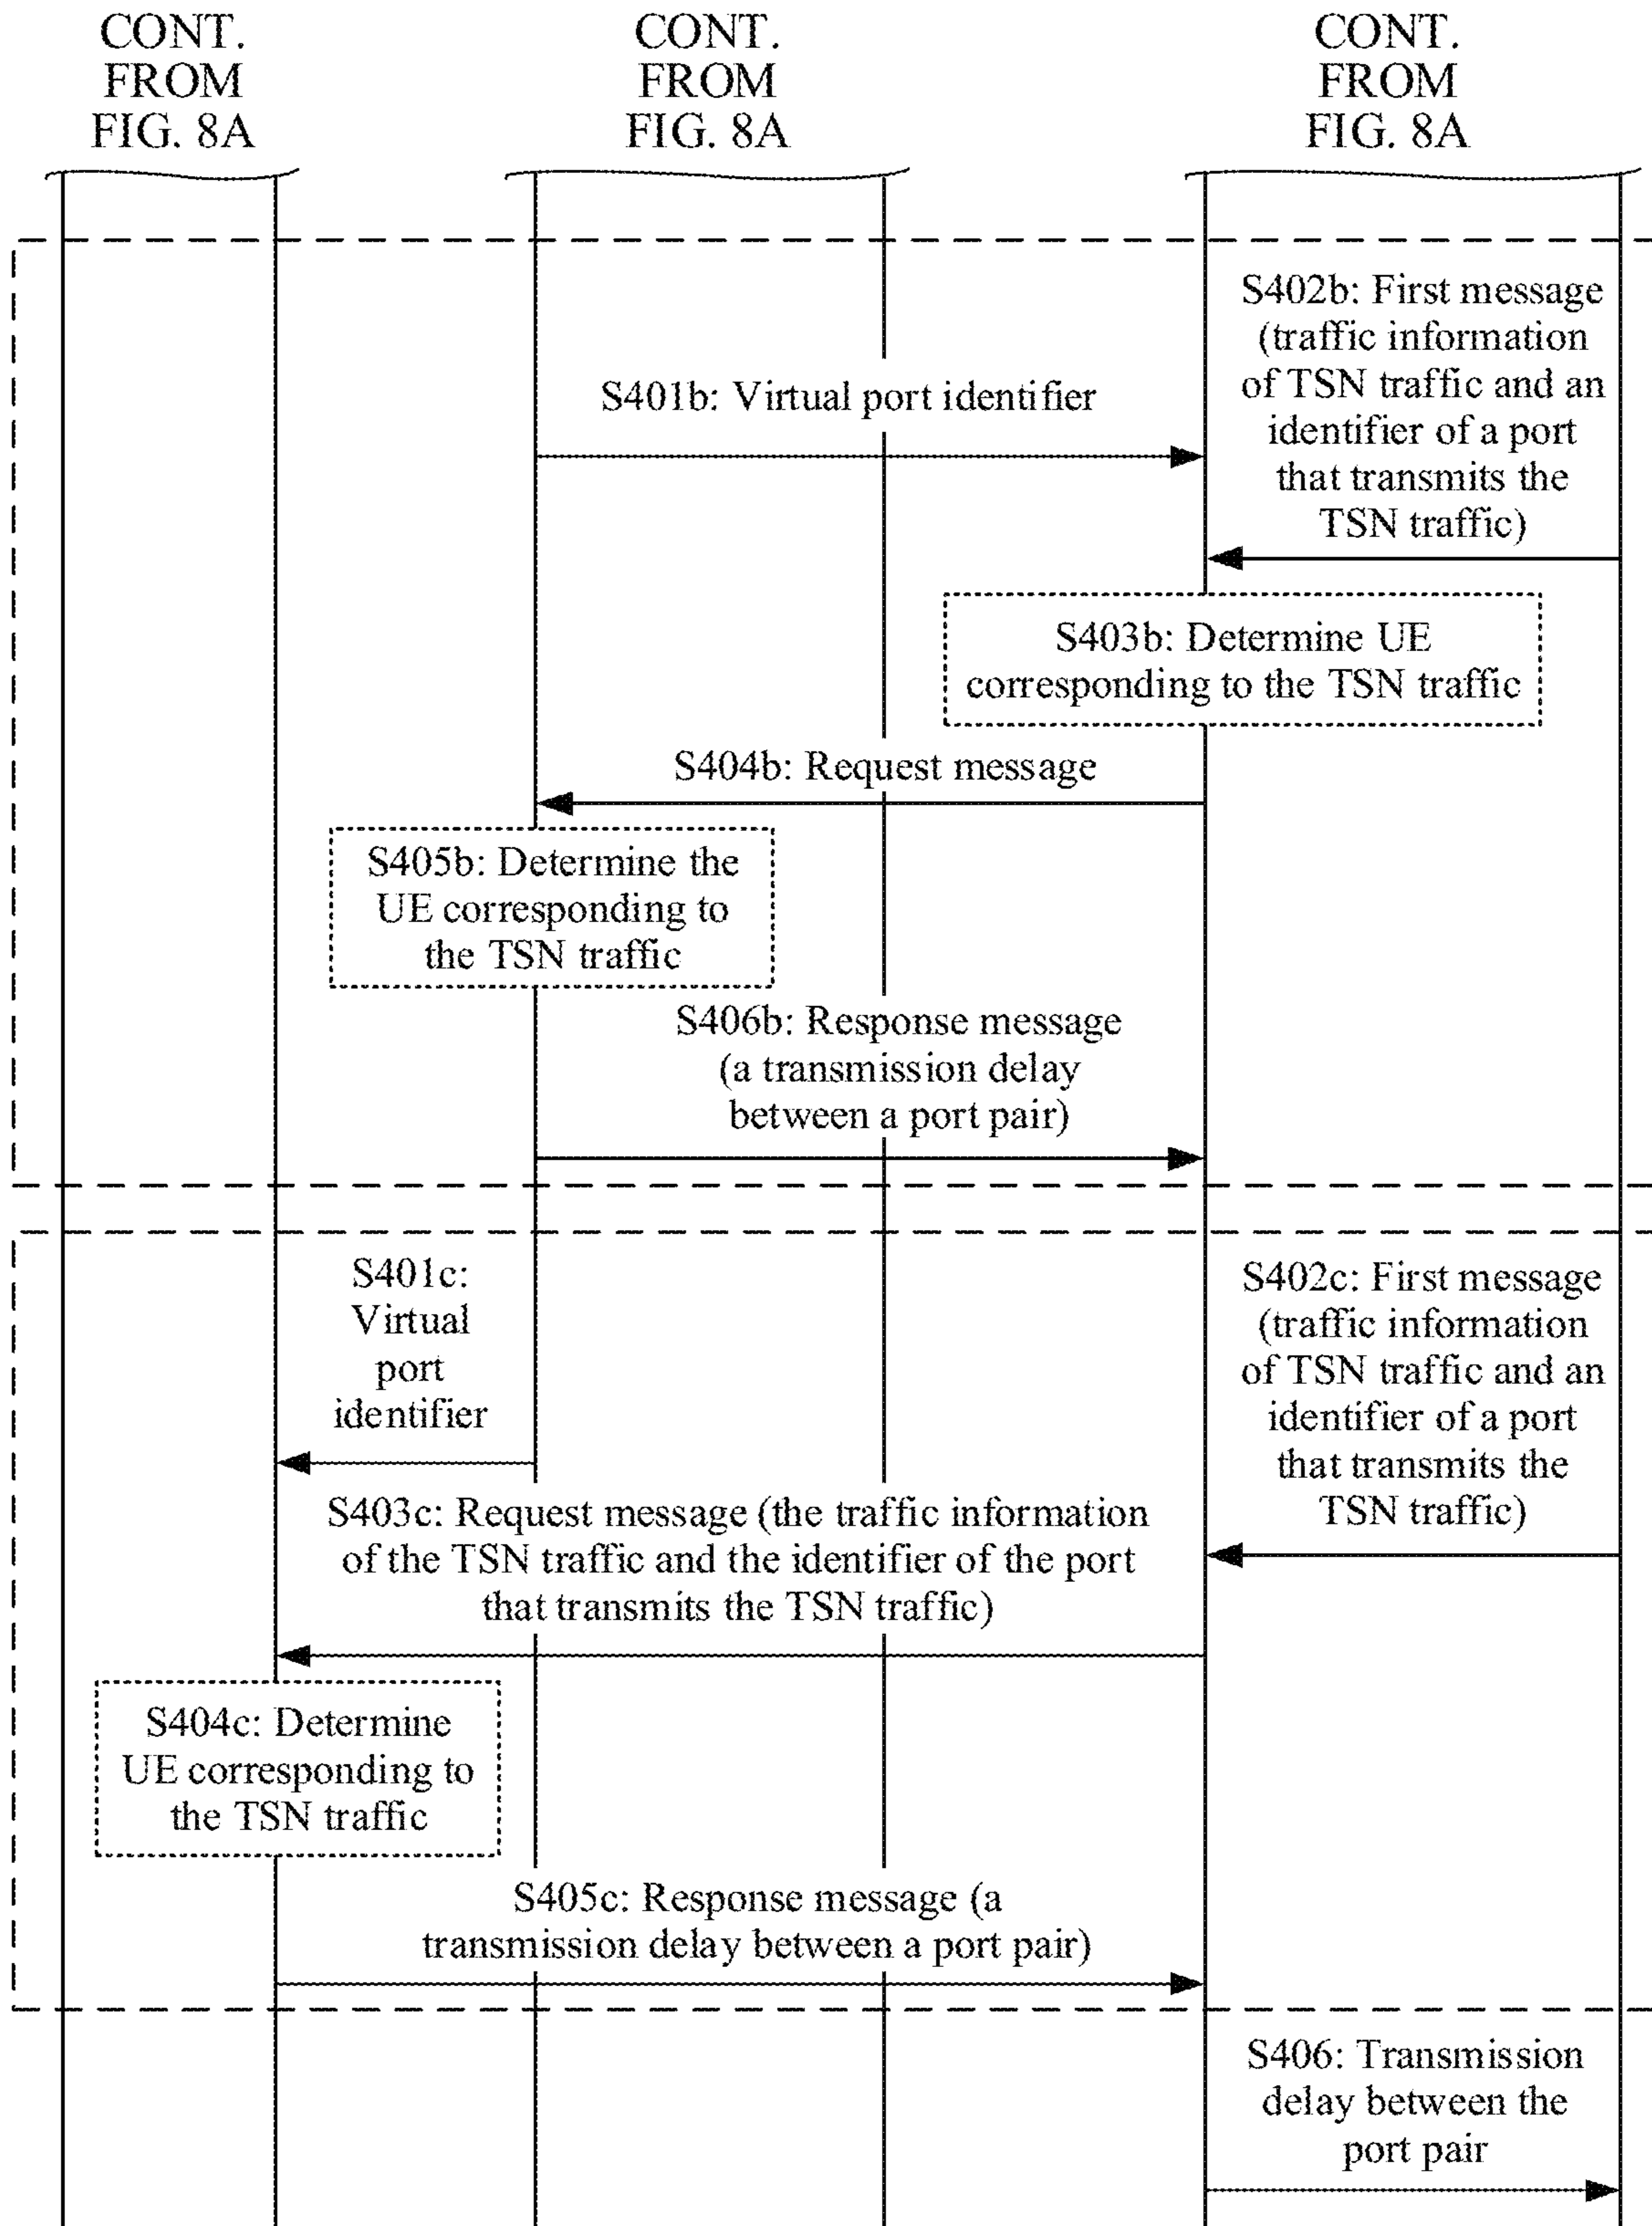 CONT.
FROM
FIG. 8A
CONT.
FROM
FIG. 8A
CONT.
FROM
FIG. 8A
S402b: First message
(traffic information
of TSN traffic and an
identifier of a port
that transmits the
TSN traffic)
S401b: Virtual port identifier
S403b: Determine UE
corresponding to the TSN traffic
S404b: Request message
S405b: Determine the
UE corresponding to
the TSN traffic
S406b: Response message
(a transmission delay
between a port pair)
S401c:
Virtual
port
identifier
S402c: First message
(traffic information
of TSN traffic and an
identifier of a port
that transmits the
TSN traffic)
S403c: Request message (the traffic information
of the TSN traffic and the identifier of the port
that transmits the TSN traffic)
S404c: Determine
UE corresponding to
the TSN traffic
S405c: Response message (a
transmission delay between a port pair)
S406: Transmission
delay between the
port pair